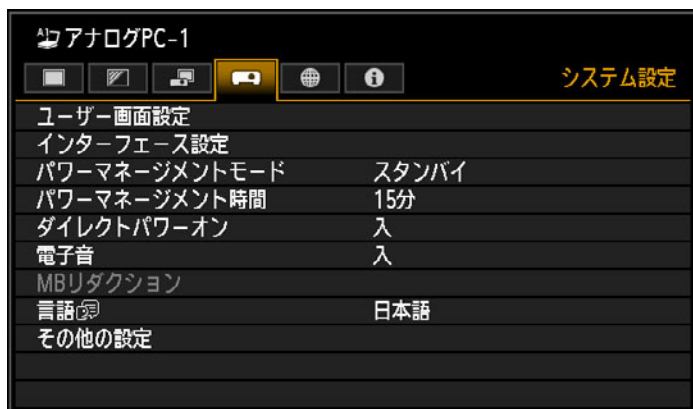 アナログPC-1
システム設定
ユーザー画面設定
インターフェース設定
パワーマネージメントモード スタンバイ
パワーマネージメント時間 15分
ダイレクトパワーオン 入
電子音 入
MBリダクション
言語 日本語
その他の設定